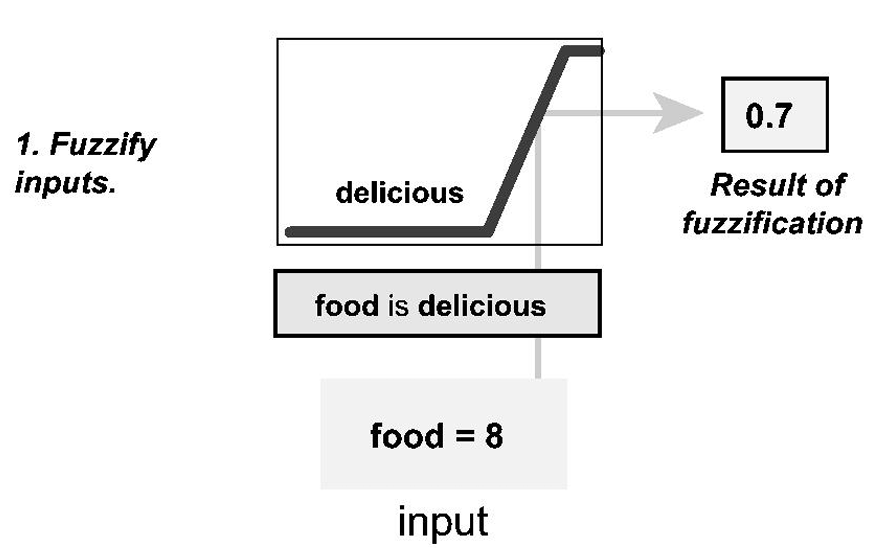 1. Fuzzify
inputs.
delicious
0.7
Result of
fuzzification
food is delicious
food = 8
input